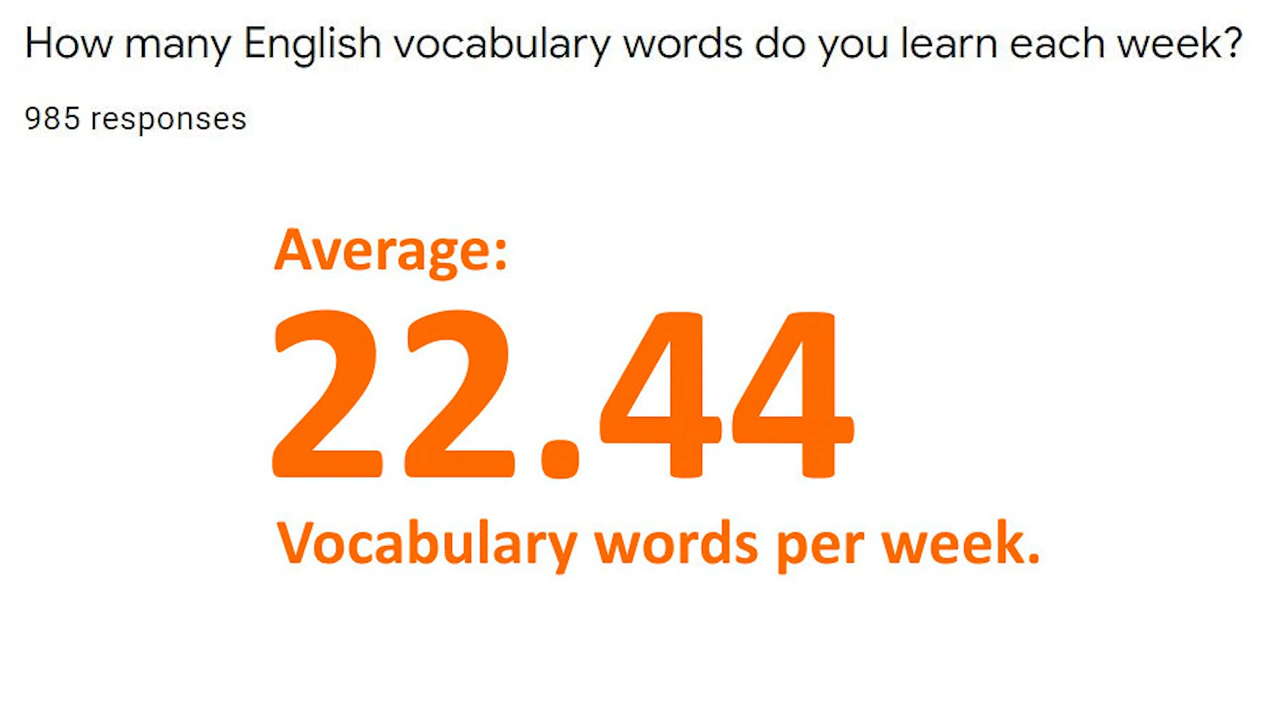 How many English vocabulary words do you learn each week?
985 responses
Average:
22.44
Vocabulary words per week.